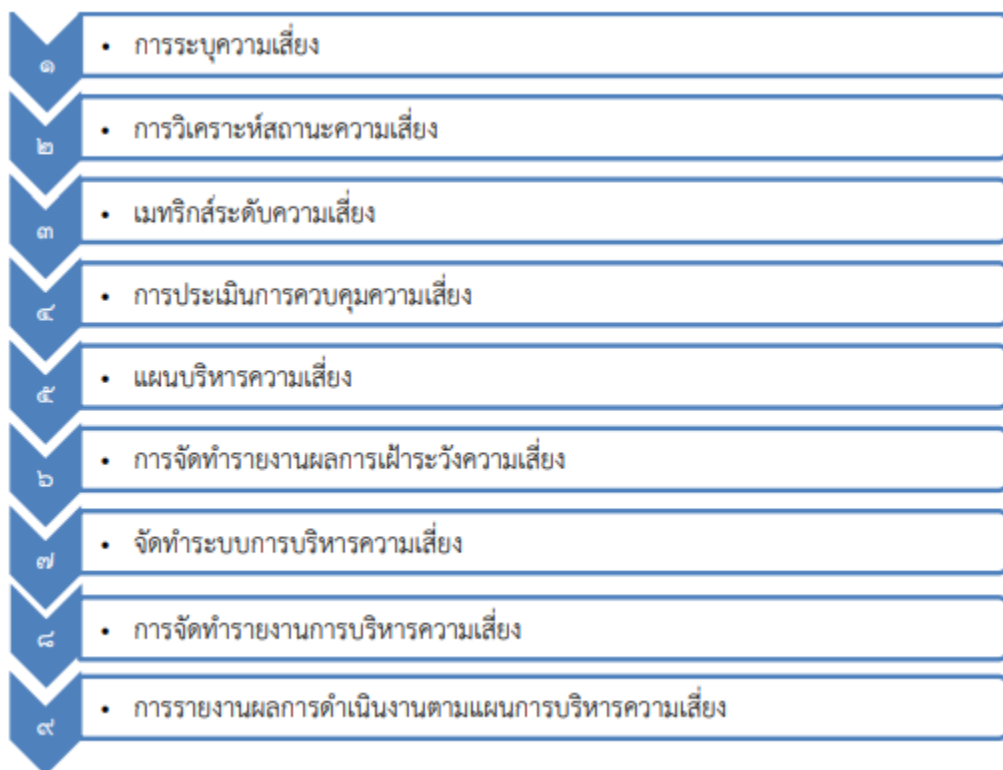 ๑
• การระบุความเสี่ยง
๒
• การวิเคราะห์สถานะความเสี่ยง
๓
• เมทริกส์ระดับความเสี่ยง
๔
• การประเมินการควบคุมความเสี่ยง
๕
• แผนบริหารความเสี่ยง
๖
• การจัดทำรายงานผลการเฝ้าระวังความเสี่ยง
๗
• จัดทำระบบการบริหารความเสี่ยง
๘
• การจัดทำรายงานการบริหารความเสี่ยง
๙
• การรายงานผลการดำเนินงานตามแผนการบริหารความเสี่ยง